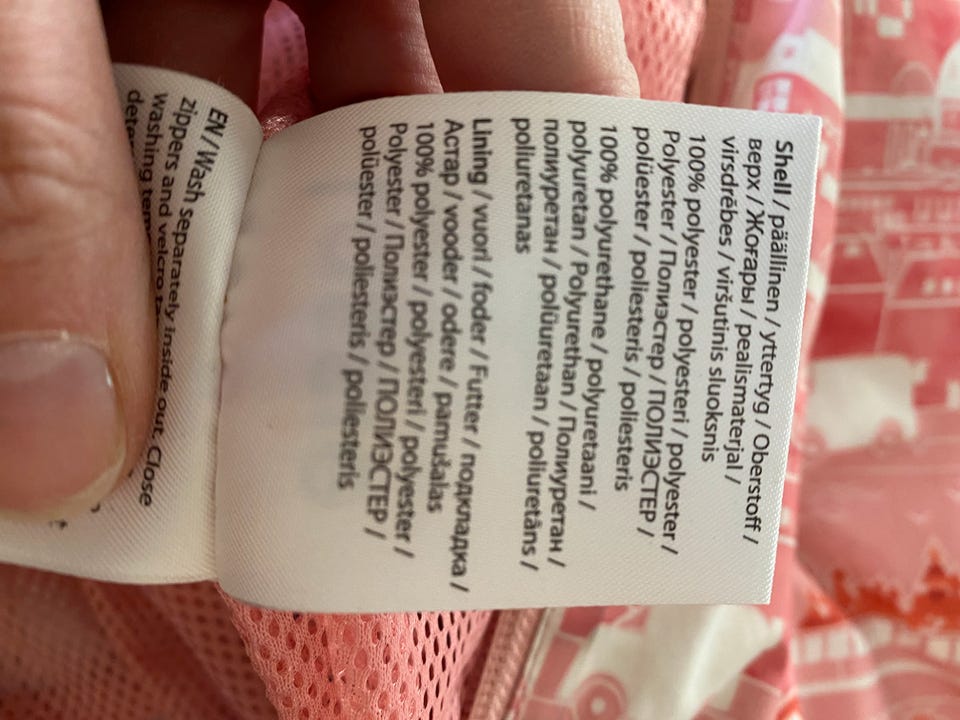 Shell / päällinen / yttertyg / Oberstoff /
верх / Жоғары / pealismaterjal /
virsdrēbes / viršutinis sluoksnis
100% polyester / polyesteri / polyester /
Polyester / Полиэстер / ПОЛИЭСТЕР /
polüester / poliesteris / poliesteris
100% polyurethane / polyuretaani /
polyuretan / Polyurethan / Полиуретан /
полиуретан / polüuretaan / poliuretāns /
poliuretanas
Lining / vuori / foder / Futter / подкладка /
Астар / vooder / odere / pamušalas
100% polyester / polyesteri / polyester /
Polyester / Полиэстер / ПОЛИЭСТЕР /
polüester / poliesteris / poliesteris
EN / Wash separately inside out. Close
zippers and velcro
washing